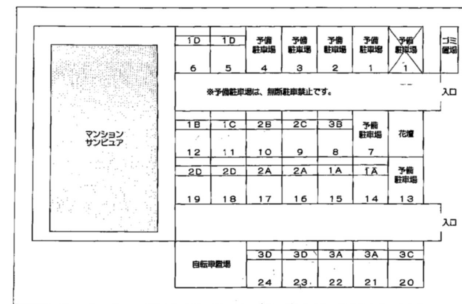 1D 1D 予備駐車場 予備駐車場 予備駐車場 予備駐車場 予備駐車場 ゴミ置場
6 5 4 3 2 1 1
※予備駐車場は、無断駐車禁止です。
入口
マンション
サンピュア
1B 1C 2B 2C 3B 予備駐車場 花壇
12 11 10 9 8 7
2D 2D 2A 2A 1A 1A 予備駐車場
19 18 17 16 15 14 13
入口
自転車置場
3D 3D 3A 3A 3C
24 23 22 21 20